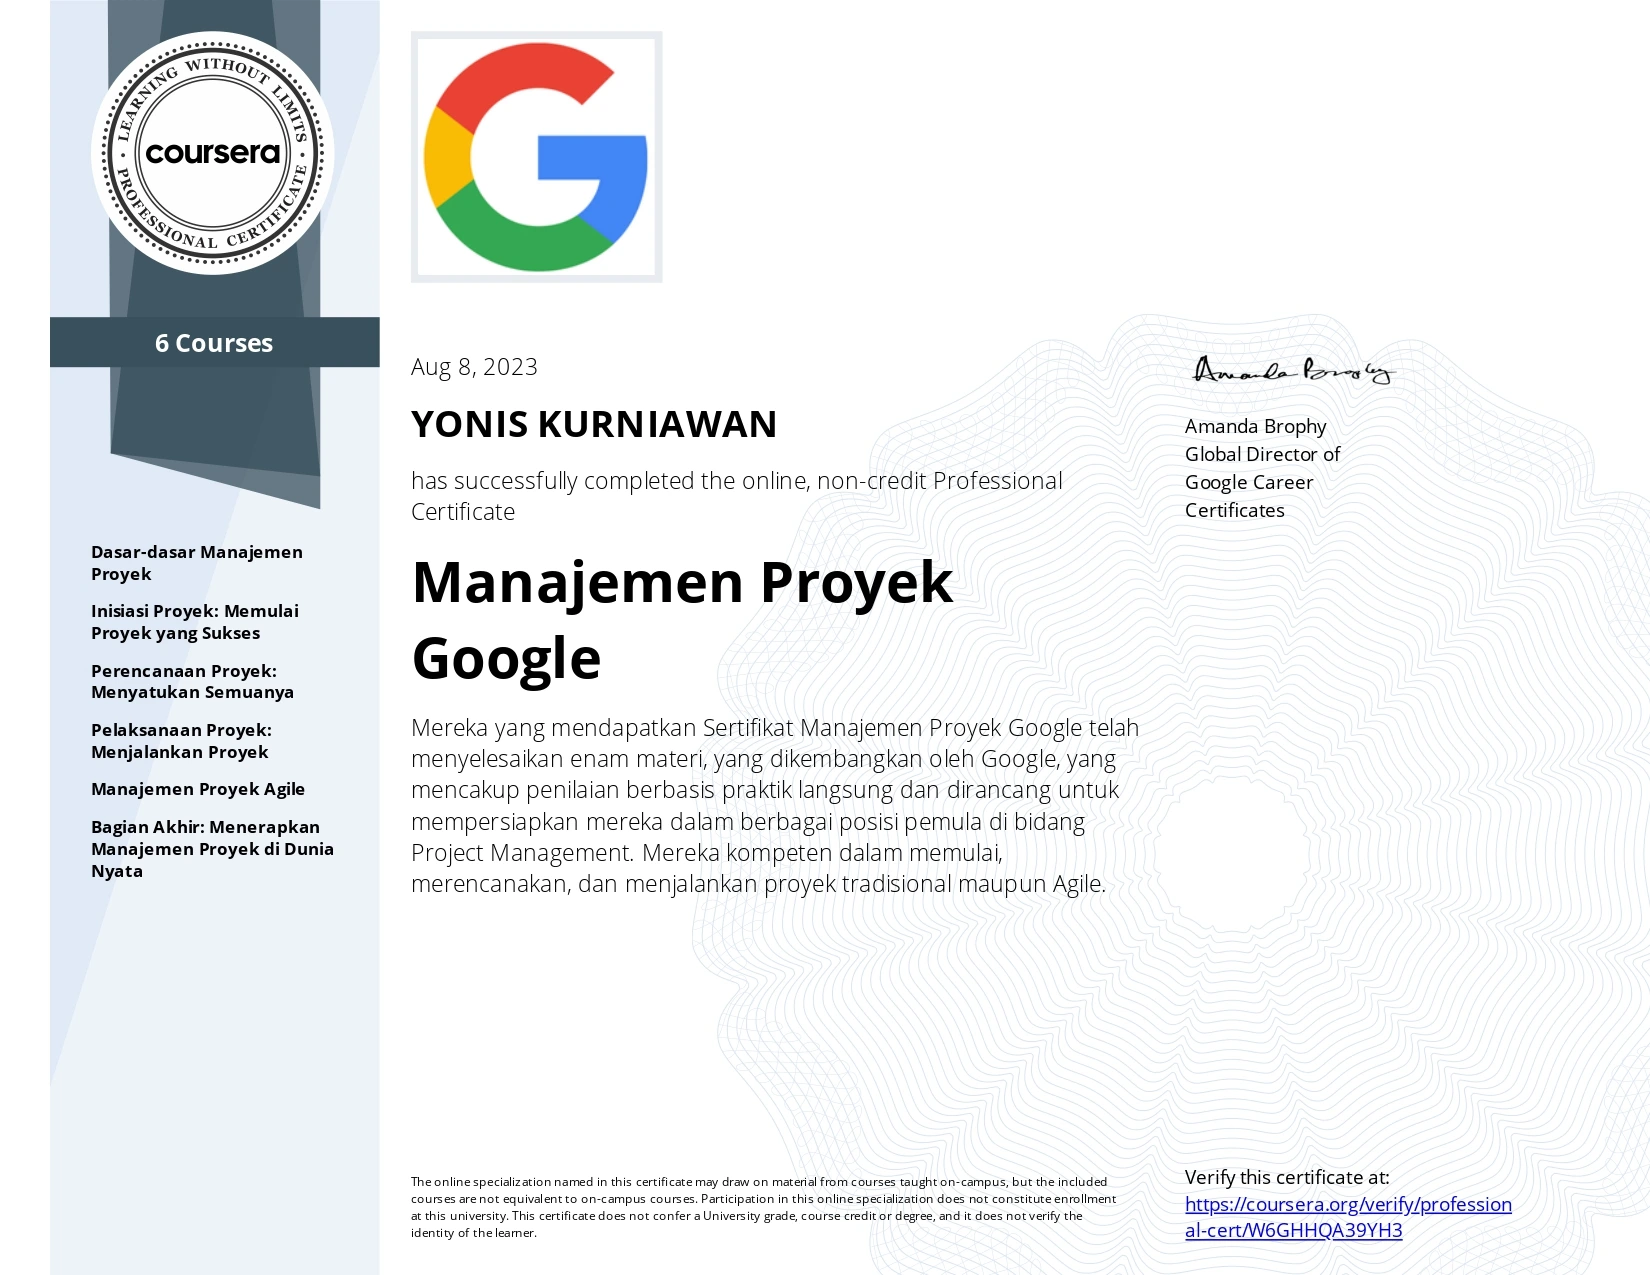 LEARNING WITHOUT LIMITS
coursera
PROFESSIONAL CERTIFICATE
6 Courses
Dasar-dasar Manajemen
Proyek
Inisiasi Proyek: Memulai
Proyek yang Sukses
Perencanaan Proyek:
Menyatukan Semuanya
Pelaksanaan Proyek:
Menjalankan Proyek
Manajemen Proyek Agile
Bagian Akhir: Menerapkan
Manajemen Proyek di Dunia
Nyata
Aug 8, 2023
YONIS KURNIAWAN
has successfully completed the online, non-credit Professional
Certificate
Manajemen Proyek
Google
Mereka yang mendapatkan Sertifikat Manajemen Proyek Google telah
menyelesaikan enam materi, yang dikembangkan oleh Google, yang
mencakup penilaian berbasis praktik langsung dan dirancang untuk
mempersiapkan mereka dalam berbagai posisi pemula di bidang
Project Management. Mereka kompeten dalam memulai,
merencanakan, dan menjalankan proyek tradisional maupun Agile.
Amanda Brophy
Amanda Brophy
Global Director of
Google Career
Certificates
The online specialization named in this certificate may draw on material from courses taught on-campus, but the included
courses are not equivalent to on-campus courses. Participation in this online specialization does not constitute enrollment
at this university. This certificate does not confer a University grade, course credit or degree, and it does not verify the
identity of the learner.
Verify this certificate at:
https://coursera.org/verify/profession
al-cert/W6GHHQA39YH3